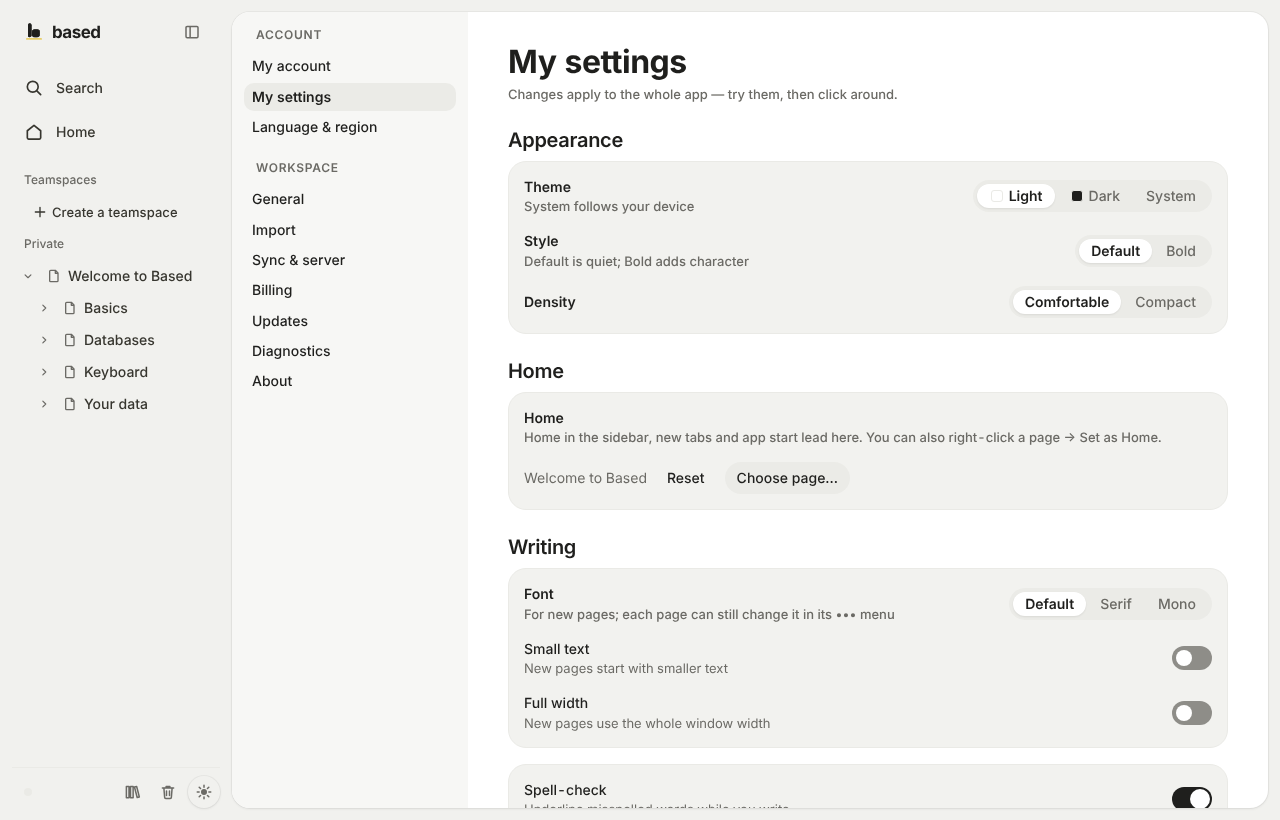 based
Search
Home
Teamspaces
Create a teamspace
Private
Welcome to Based
Basics
Databases
Keyboard
Your data
ACCOUNT
My account
My settings
Language & region
WORKSPACE
General
Import
Sync & server
Billing
Updates
Diagnostics
About
My settings
Changes apply to the whole app — try them, then click around.
Appearance
Theme
System follows your device
Light Dark System
Style
Default is quiet; Bold adds character
Default Bold
Density
Comfortable Compact
Home
Home
Home in the sidebar, new tabs and app start lead here. You can also right-click a page → Set as Home.
Welcome to Based Reset Choose page…
Writing
Font
For new pages; each page can still change it in its ••• menu
Default Serif Mono
Small text
New pages start with smaller text
Full width
New pages use the whole window width
Spell-check
Underline misspelled words while you write